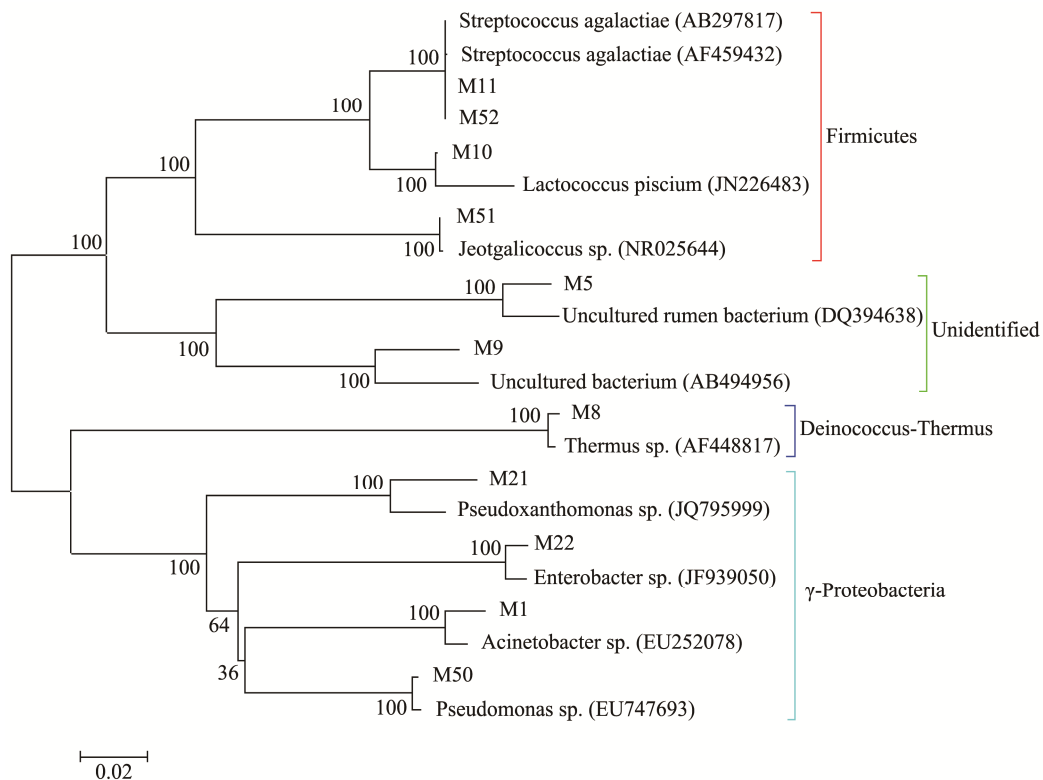 Streptococcus agalactiae (AB297817)
100
Streptococcus agalactiae (AF459432)
M11
100
M52
Firmicutes
100
M10
100
Lactococcus piscium (JN226483)
M51
100
100
Jeotgalicoccus sp. (NR025644)
100
M5
Uncultured rumen bacterium (DQ394638)
Unidentified
100
M9
100
Uncultured bacterium (AB494956)
100
M8
Deinococcus-Thermus
Thermus sp. (AF448817)
100
M21
Pseudoxanthomonas sp. (JQ795999)
100
100
M22
Enterobacter sp. (JF939050)
γ-Proteobacteria
64
100
M1
Acinetobacter sp. (EU252078)
36
M50
100
Pseudomonas sp. (EU747693)
0.02